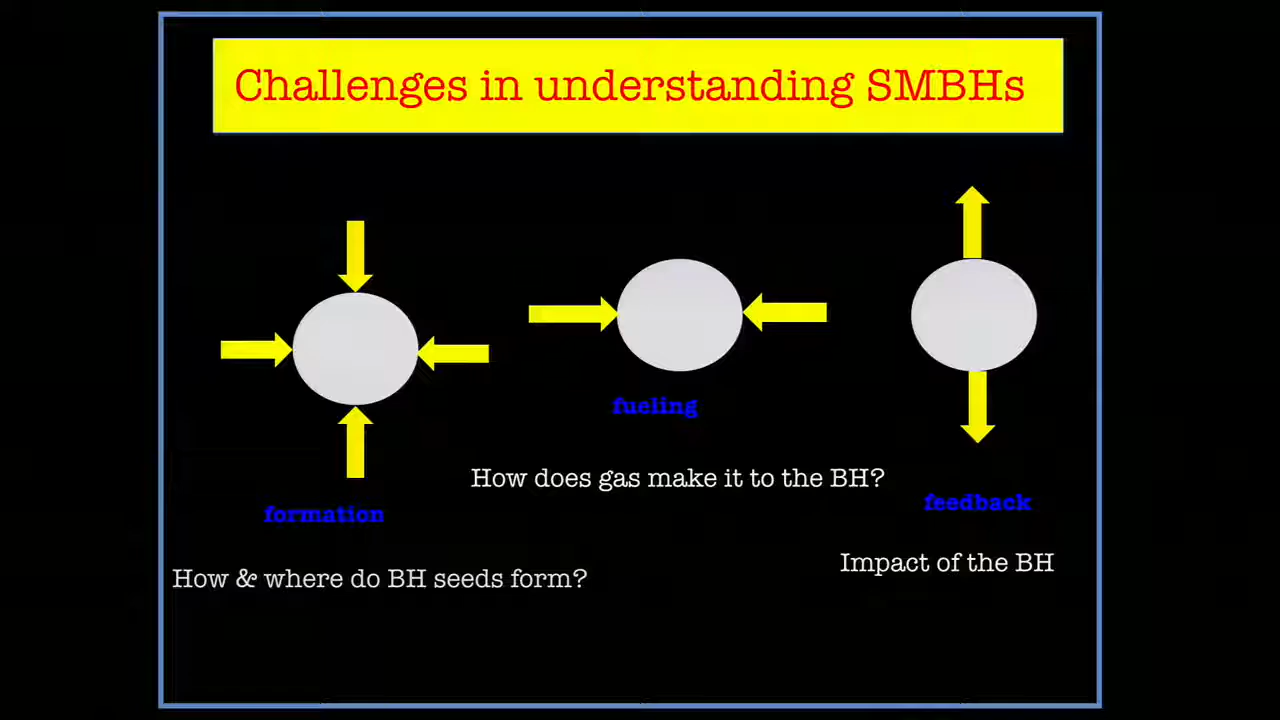 Challenges in understanding SMBHs
fueling
How does gas make it to the BH?
feedback
formation
Impact of the BH
How & where do BH seeds form?